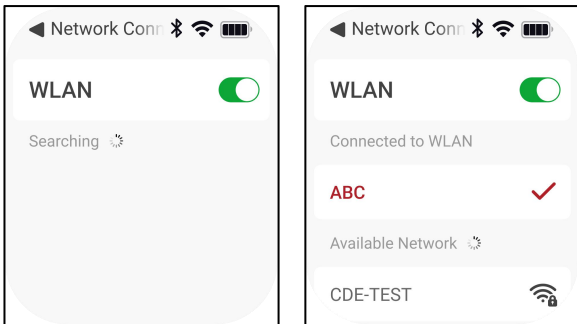 Network Conn
WLAN
Searching
Network Conn
WLAN
Connected to WLAN
ABC
Available Network
CDE-TEST